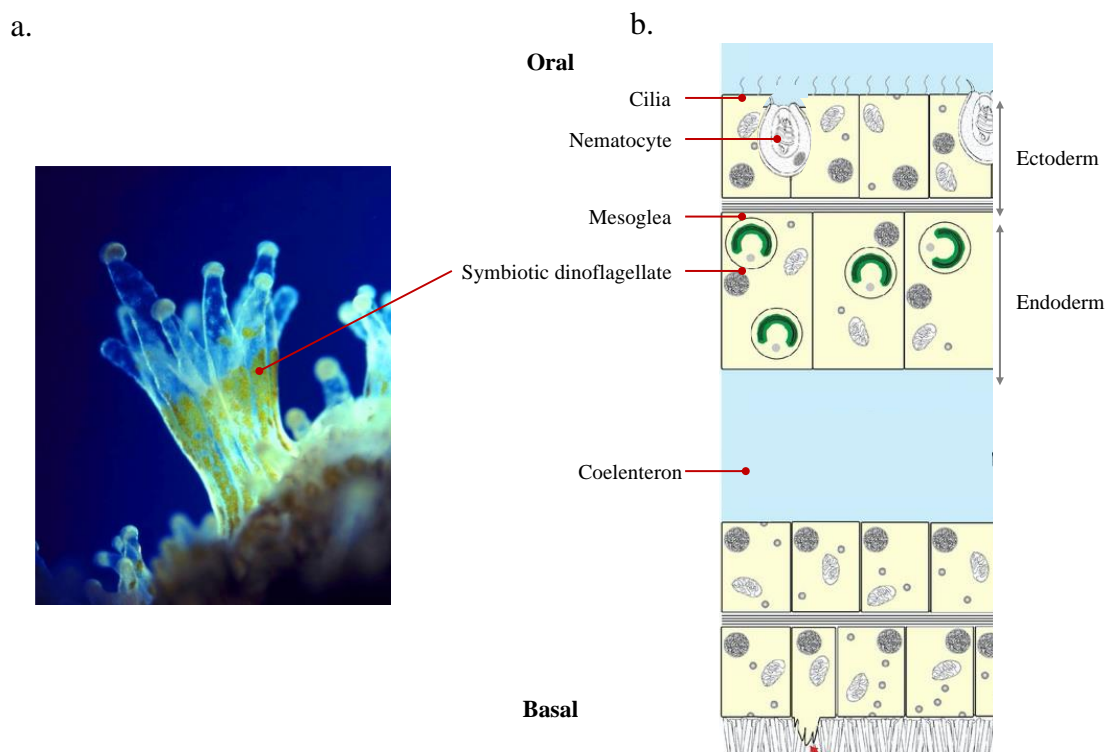 a.
b.
Oral
Cilia
Nematocyte
Ectoderm
Mesoglea
Symbiotic dinoflagellate
Endoderm
Coelenteron
Basal